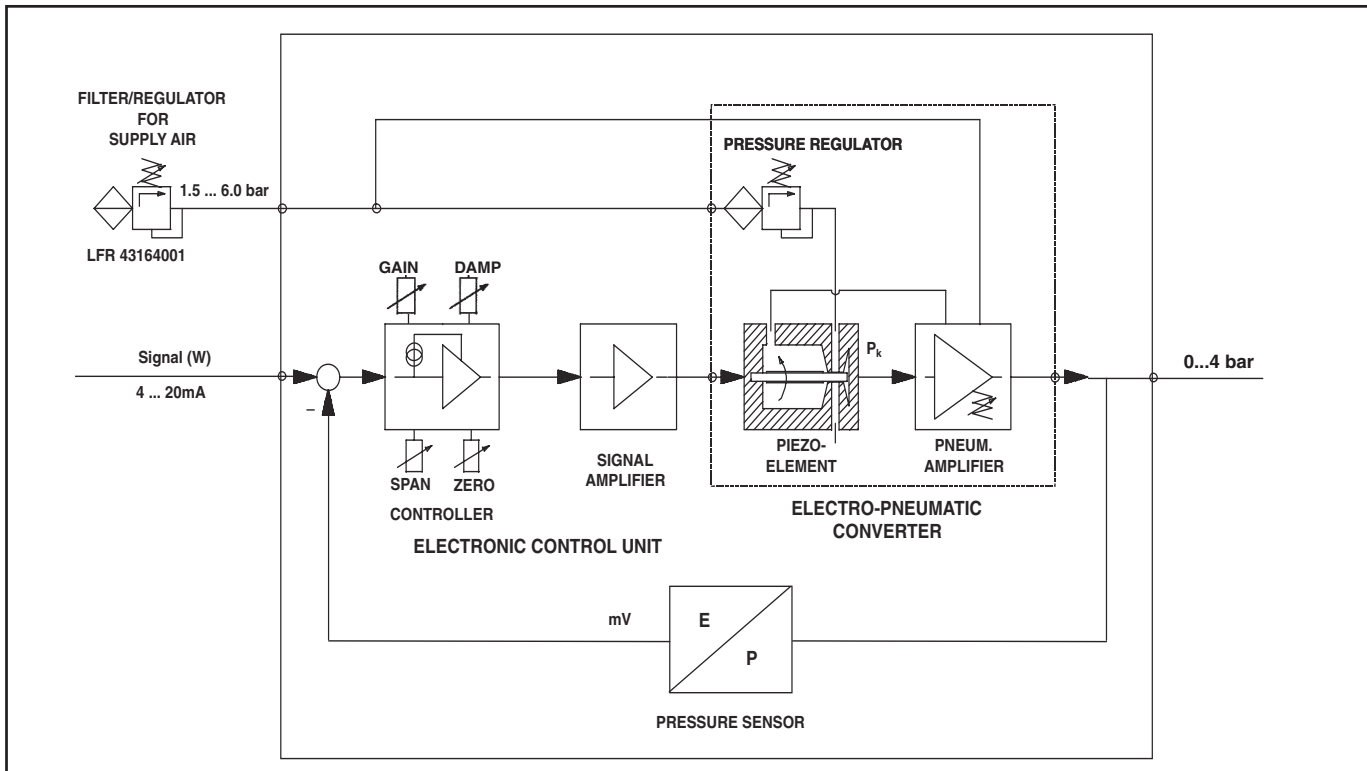 FILTER/REGULATOR
FOR
SUPPLY AIR
1.5 ... 6.0 bar
LFR 43164001
PRESSURE REGULATOR
GAIN
DAMP
Signal (W)
4 ... 20mA
–
SPAN
ZERO
CONTROLLER
SIGNAL
AMPLIFIER
ELECTRONIC CONTROL UNIT
Pk
PIEZO-
ELEMENT
PNEUM.
AMPLIFIER
ELECTRO-PNEUMATIC
CONVERTER
0...4 bar
mV
E
P
PRESSURE SENSOR